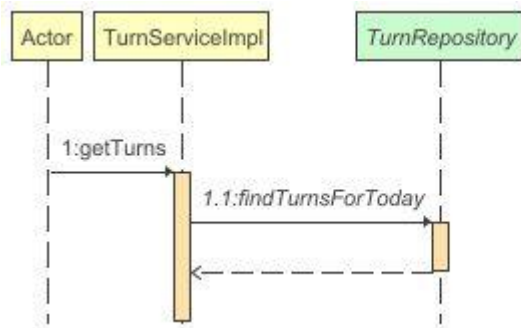 Actor
TurnServiceImpl
TurnRepository
1:getTurns
1.1:findTurnsForToday